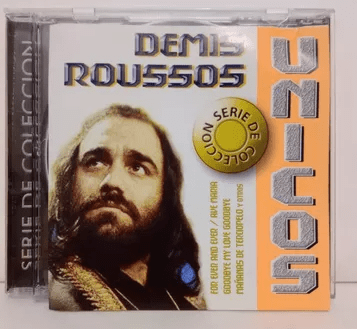 SERIE DE COLECCION
DEMIS
ROUSSOS
UNICOS
SERIE DE
COLECCION
FOR EVER AND EVER / AVE MARIA
GOODBYE MY LOVE GOODBYE
MAÑANAS DE TERCIOPELO Y OTROS